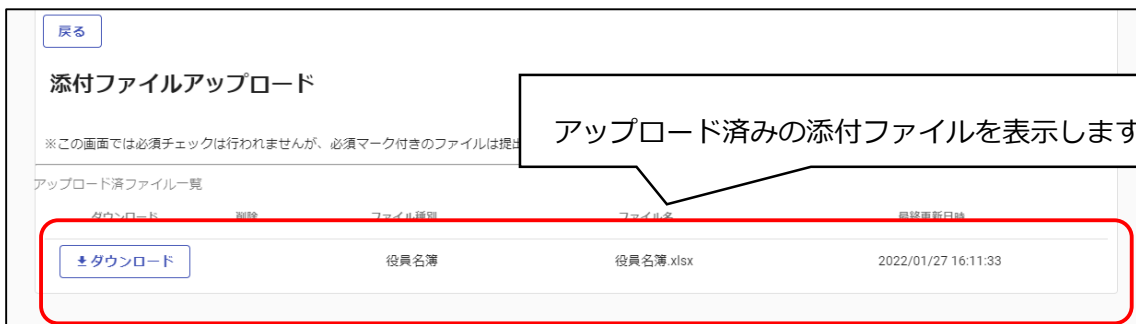 戻る
添付ファイルアップロード
アップロード済みの添付ファイルを表示します
※この画面では必須チェックは行われませんが、必須マーク付きのファイルは提出
アップロード済ファイル一覧
ダウンロード 削除 ファイル種別 ファイル名 最終更新日時
ダウンロード 役員名簿 役員名簿.xlsx 2022/01/27 16:11:33